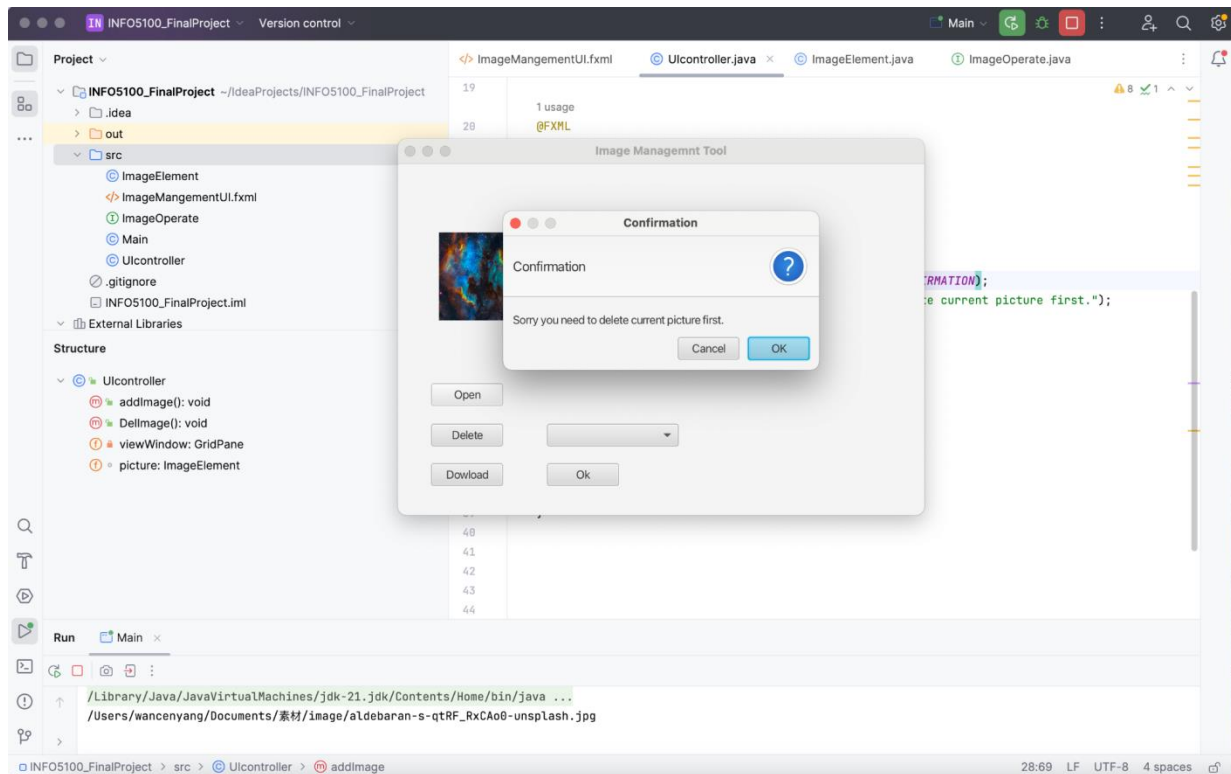 IN INFO5100_FinalProject Version control Main
Project
ImageMangementUI.fxml UIcontroller.java ImageElement.java ImageOperate.java
INFO5100_FinalProject ~/IdeaProjects/INFO5100_FinalProject
.idea
out
src
ImageElement
ImageMangementUI.fxml
ImageOperate
Main
UIcontroller
.gitignore
INFO5100_FinalProject.iml
External Libraries
Structure
UIcontroller
addImage(): void
DelImage(): void
viewWindow: GridPane
picture: ImageElement
19
1 usage
20 @FXML
8 1
RMATION);
e current picture first.");
40
41
42
43
44
Image Managemnt Tool
Confirmation
Confirmation
?
Sorry you need to delete current picture first.
Cancel OK
Open
Delete
Dowload Ok
Run Main
/Library/Java/JavaVirtualMachines/jdk-21.jdk/Contents/Home/bin/java ...
/Users/wancenyang/Documents/素材/image/aldebaran-s-qtRF_RxCAo0-unsplash.jpg
INFO5100_FinalProject > src > UIcontroller > addImage 28:69 LF UTF-8 4 spaces